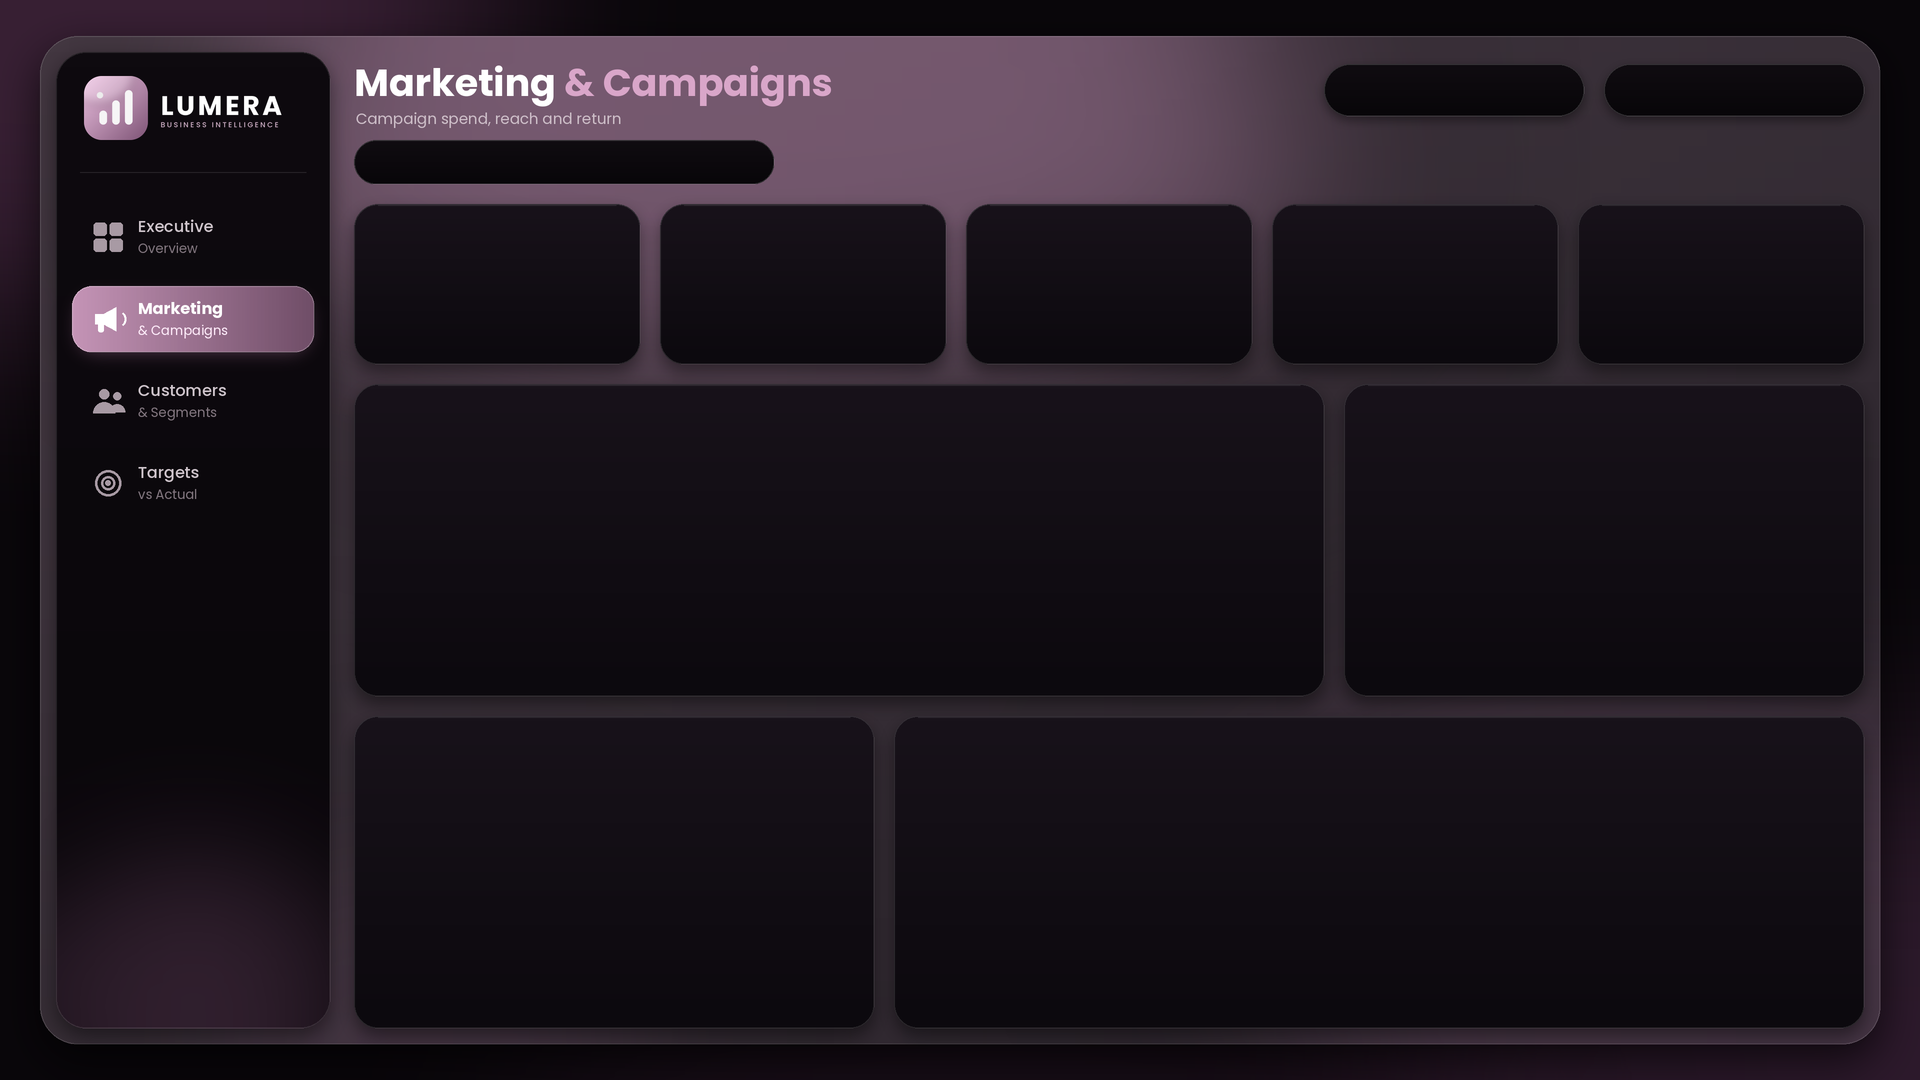 LUMERA
BUSINESS INTELLIGENCE
Executive
Overview
Marketing
& Campaigns
Customers
& Segments
Targets
vs Actual
Marketing & Campaigns
Campaign spend, reach and return